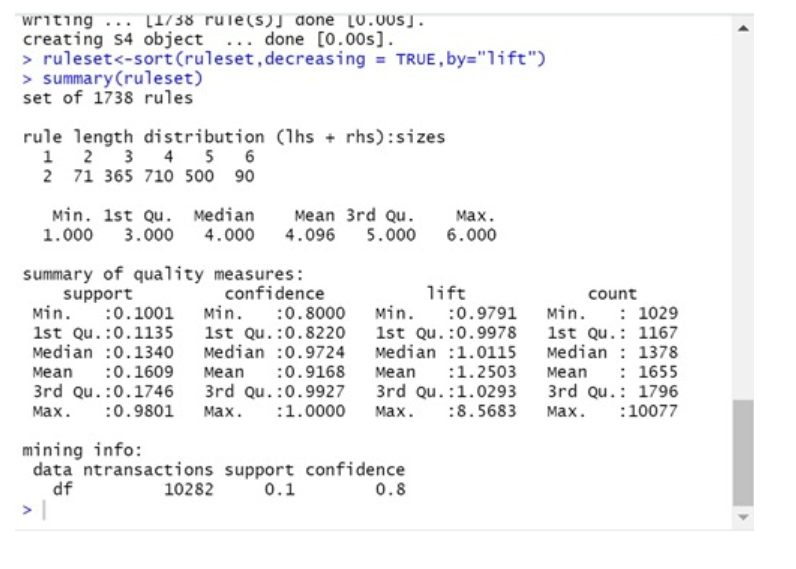 writing ... [1738 rule(s)] done [0.00s].
creating S4 object  ... done [0.00s].
> ruleset<-sort(ruleset,decreasing = TRUE,by="lift")
> summary(ruleset)
set of 1738 rules

rule length distribution (lhs + rhs):sizes
  1   2   3   4   5   6
  2  71 365 710 500  90

   Min. 1st Qu.  Median    Mean 3rd Qu.    Max.
  1.000   3.000   4.000   4.096   5.000   6.000

summary of quality measures:
    support         confidence          lift            count
 Min.   :0.1001   Min.   :0.8000   Min.   :0.9791   Min.   : 1029
 1st Qu.:0.1135   1st Qu.:0.8220   1st Qu.:0.9978   1st Qu.: 1167
 Median :0.1340   Median :0.9724   Median :1.0115   Median : 1378
 Mean   :0.1609   Mean   :0.9168   Mean   :1.2503   Mean   : 1655
 3rd Qu.:0.1746   3rd Qu.:0.9927   3rd Qu.:1.0293   3rd Qu.: 1796
 Max.   :0.9801   Max.   :1.0000   Max.   :8.5683   Max.   :10077

mining info:
 data ntransactions support confidence
   df         10282     0.1        0.8
>